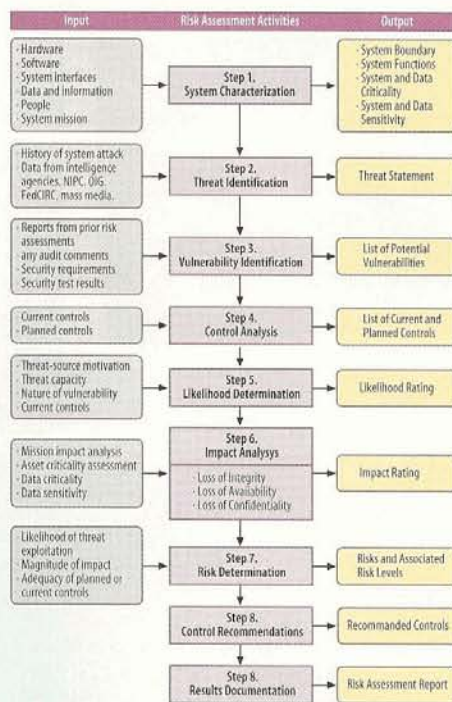 Input
Risk Assessment Activities
Output
· Hardware
· Software
· System interfaces
· Data and information
· People
· System mission
Step 1.
System Characterization
· System Boundary
· System Functions
· System and Data
Criticality
· System and Data
Sensitivity
· History of system attack
· Data from intelligence
agencies, NIPC, OIG,
FedCIRC, mass media.
Step 2.
Threat Identification
Threat Statement
· Reports from prior risk
assessments
any audit comments
· Security requirements
· Security test results
Step 3.
Vulnerability Identification
List of Potential
Vulnerabilities
· Current controls
· Planned controls
Step 4.
Control Analysis
List of Current and
Planned Controls
· Threat-source motivation
· Threat capacity
· Nature of vulnerability
· Current controls
Step 5.
Likelihood Determination
Likelihood Rating
· Mission impact analysis
· Asset criticality assessment
· Data criticality
· Data sensitivity
Step 6.
Impact Analysys
· Loss of Integrity
· Loss of Availability
· Loss of Confidentiality
Impact Rating
· Likelihood of threat
exploitation
· Magnitude of impact
· Adequacy of planned or
current controls
Step 7.
Risk Determination
Risks and Associated
Risk Levels
Step 8.
Control Recommendations
Recommanded Controls
Step 8.
Results Documentation
Risk Assessment Report